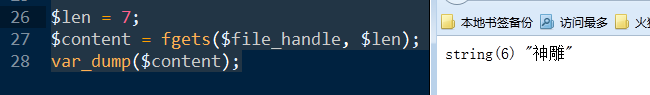 26 $len = 7;
27 $content = fgets($file_handle, $len);
28 var_dump($content);
本地书签备份 访问最多
string(6) "神雕"